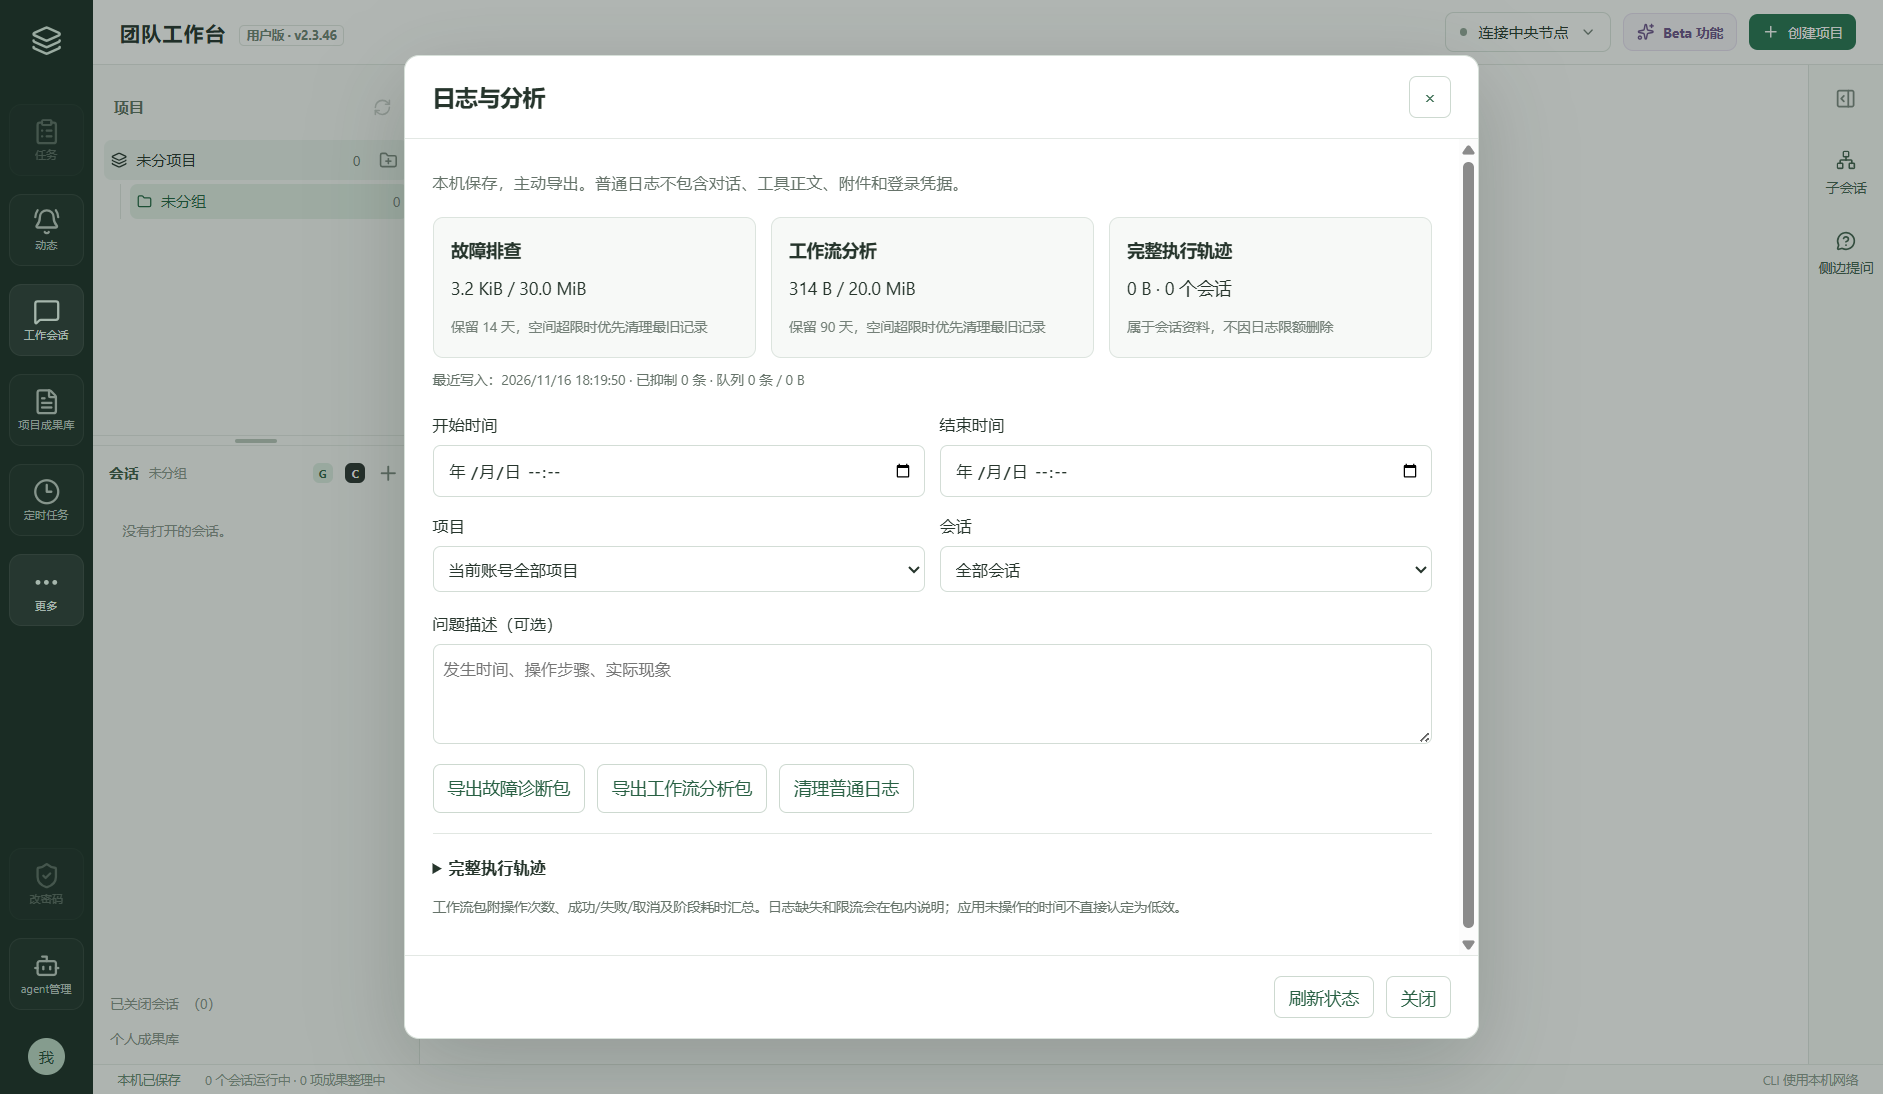 团队工作台
用户版 · v2.3.46
连接中央节点
Beta 功能
创建项目
任务
动态
工作会话
项目成果库
定时任务
更多
改密码
agent管理
我
项目
未分项目 0
未分组 0
会话 未分组 G C
没有打开的会话。
已关闭会话 (0)
个人成果库
日志与分析
×
本机保存，主动导出。普通日志不包含对话、工具正文、附件和登录凭据。
故障排查
3.2 KiB / 30.0 MiB
保留 14 天，空间超限时优先清理最旧记录
工作流分析
314 B / 20.0 MiB
保留 90 天，空间超限时优先清理最旧记录
完整执行轨迹
0 B · 0 个会话
属于会话资料，不因日志限额删除
最近写入：2026/11/16 18:19:50 · 已抑制 0 条 · 队列 0 条 / 0 B
开始时间
年 /月/日 --:--
结束时间
年 /月/日 --:--
项目
当前账号全部项目
会话
全部会话
问题描述（可选）
发生时间、操作步骤、实际现象
导出故障诊断包
导出工作流分析包
清理普通日志
完整执行轨迹
工作流包附操作次数、成功/失败/取消及阶段耗时汇总。日志缺失和限流会在包内说明；应用未操作的时间不直接认定为低效。
刷新状态
关闭
子会话
侧边提问
本机已保存
0 个会话运行中 · 0 项成果整理中
CLI 使用本机网络